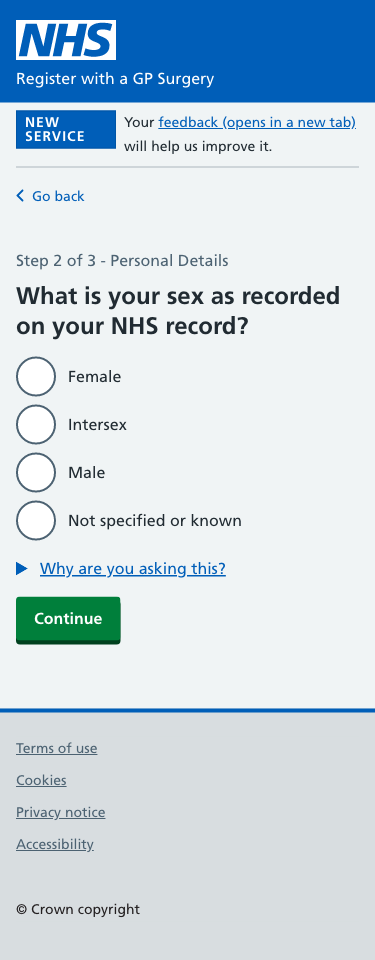 NHS
Register with a GP Surgery
NEW
SERVICE
Your feedback (opens in a new tab)
will help us improve it.
Go back
Step 2 of 3 - Personal Details
What is your sex as recorded
on your NHS record?
Female
Intersex
Male
Not specified or known
Why are you asking this?
Continue
Terms of use
Cookies
Privacy notice
Accessibility
© Crown copyright